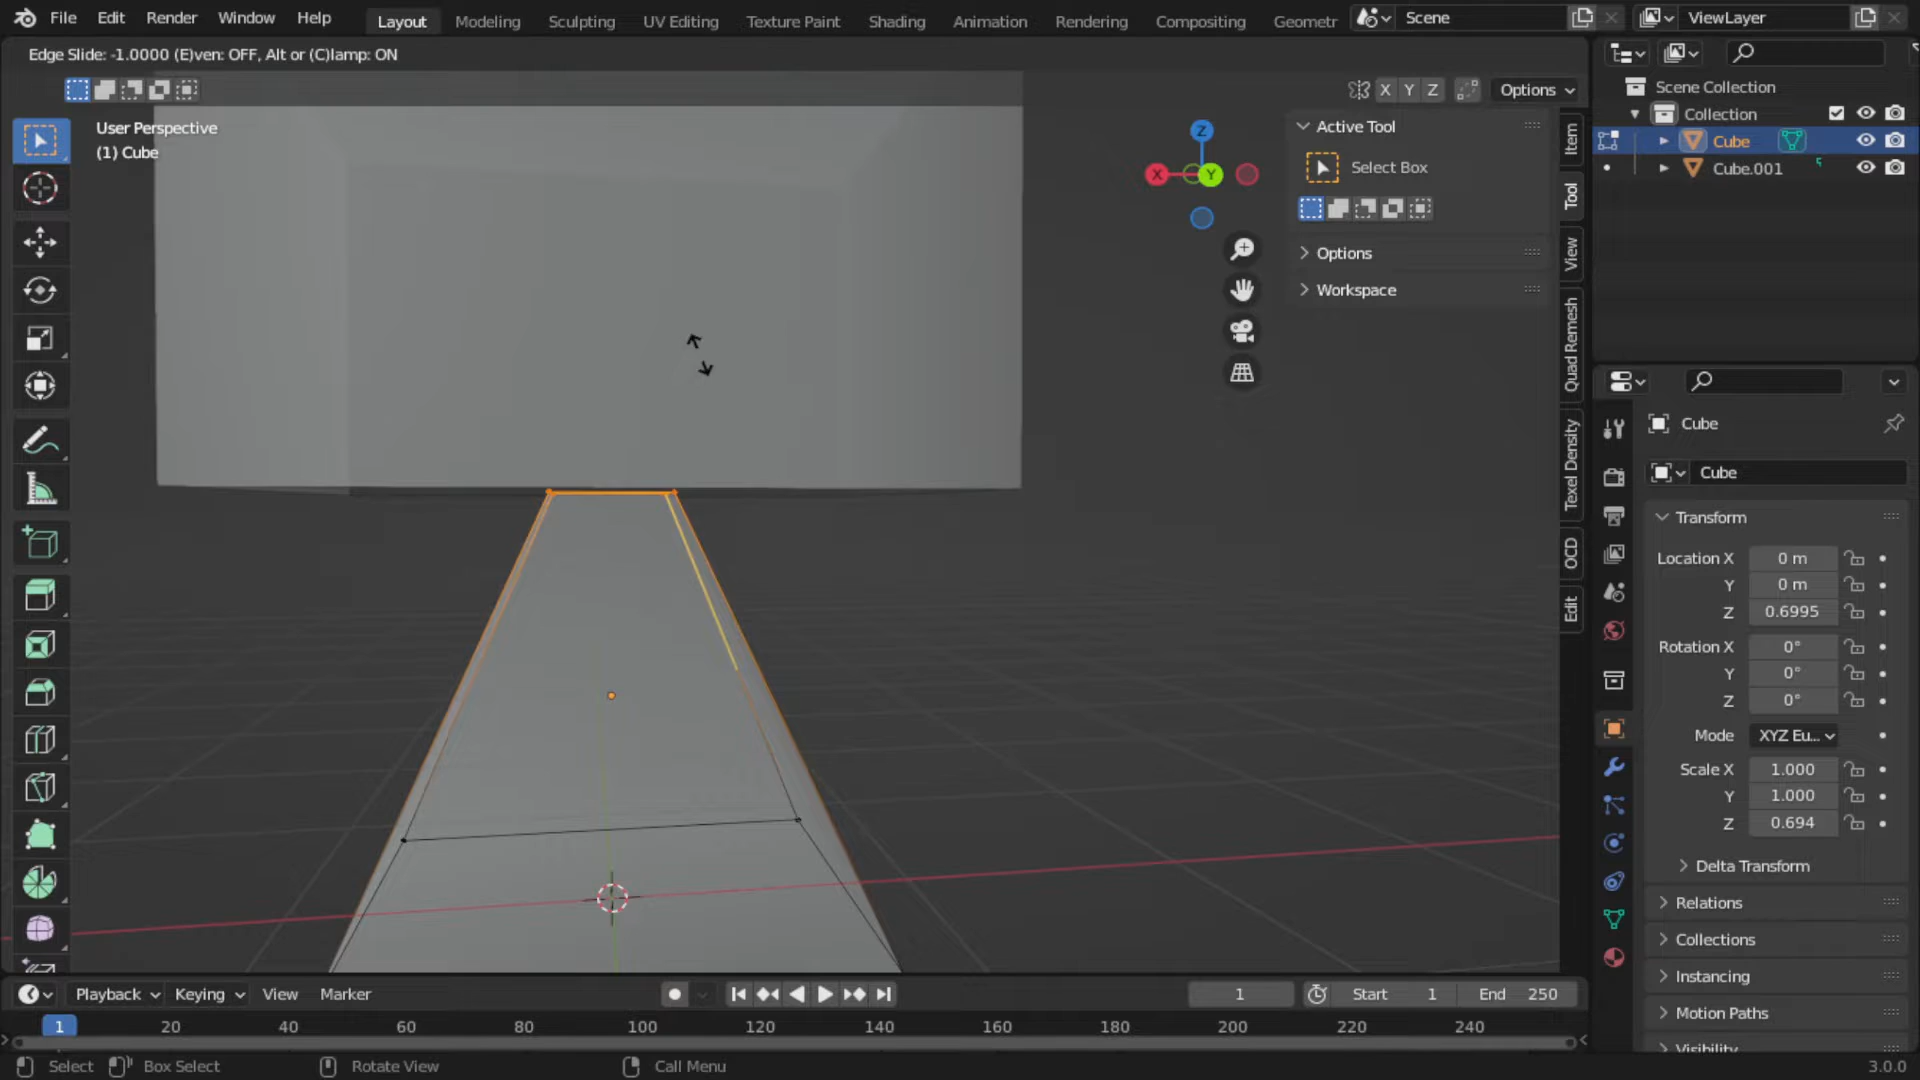 File Edit Render Window Help Layout Modeling Sculpting UV Editing Texture Paint Shading Animation Rendering Compositing Geometr Scene ViewLayer
Edge Slide: -1.0000 (E)ven: OFF, Alt or (C)lamp: ON
X Y Z Options
User Perspective
(1) Cube
Z
X Y
Active Tool
Select Box
Options
Workspace
Item
Tool
View
Quad Remesh
Texel Density
OCD
Edit
Scene Collection
Collection
Cube
Cube.001
Cube
Cube
Transform
Location X 0 m
Y 0 m
Z 0.6995
Rotation X 0°
Y 0°
Z 0°
Mode XYZ Eu...
Scale X 1.000
Y 1.000
Z 0.694
Delta Transform
Relations
Collections
Instancing
Motion Paths
Visibility
Playback Keying View Marker 1 Start 1 End 250
1 20 40 60 80 100 120 140 160 180 200 220 240
Select Box Select Rotate View Call Menu 3.0.0